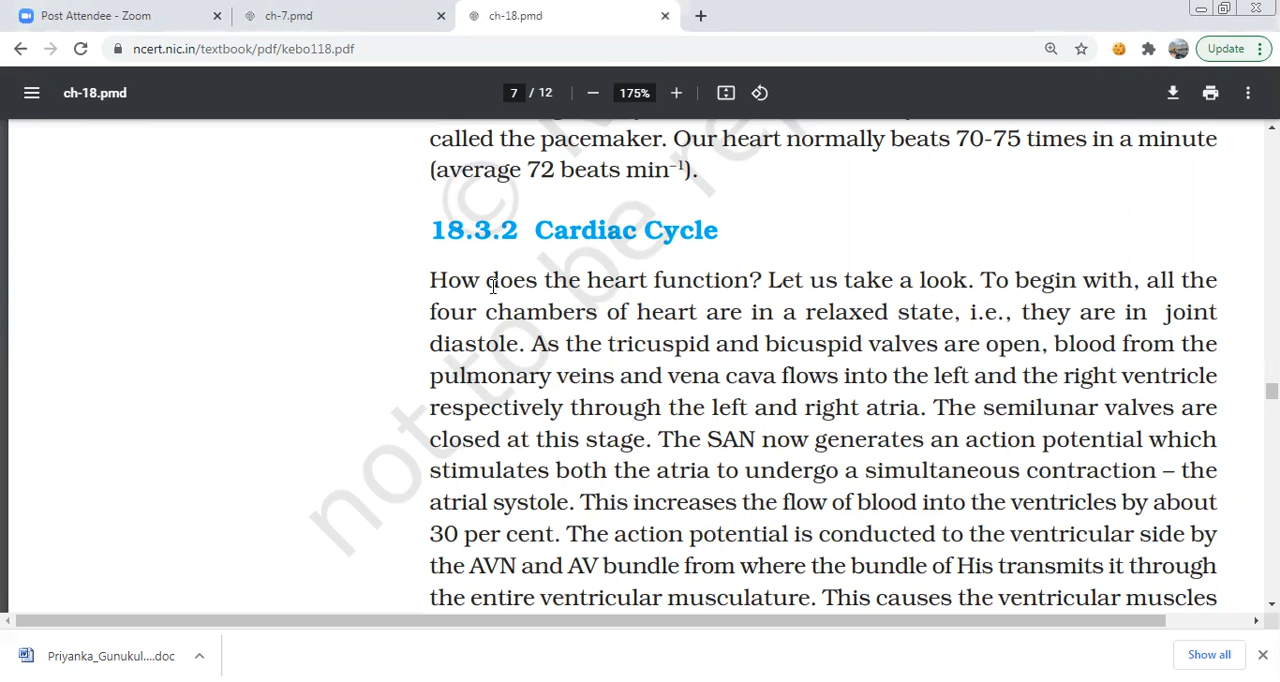 Post Attendee - Zoom
ch-7.pmd
ch-18.pmd
ncert.nic.in/textbook/pdf/kebo118.pdf
Update
ch-18.pmd
7 / 12
175%
called the pacemaker. Our heart normally beats 70-75 times in a minute
(average 72 beats min⁻¹).
18.3.2 Cardiac Cycle
How does the heart function? Let us take a look. To begin with, all the
four chambers of heart are in a relaxed state, i.e., they are in joint
diastole. As the tricuspid and bicuspid valves are open, blood from the
pulmonary veins and vena cava flows into the left and the right ventricle
respectively through the left and right atria. The semilunar valves are
closed at this stage. The SAN now generates an action potential which
stimulates both the atria to undergo a simultaneous contraction – the
atrial systole. This increases the flow of blood into the ventricles by about
30 per cent. The action potential is conducted to the ventricular side by
the AVN and AV bundle from where the bundle of His transmits it through
the entire ventricular musculature. This causes the ventricular muscles
not to be re
Priyanka_Gunukul....doc
Show all